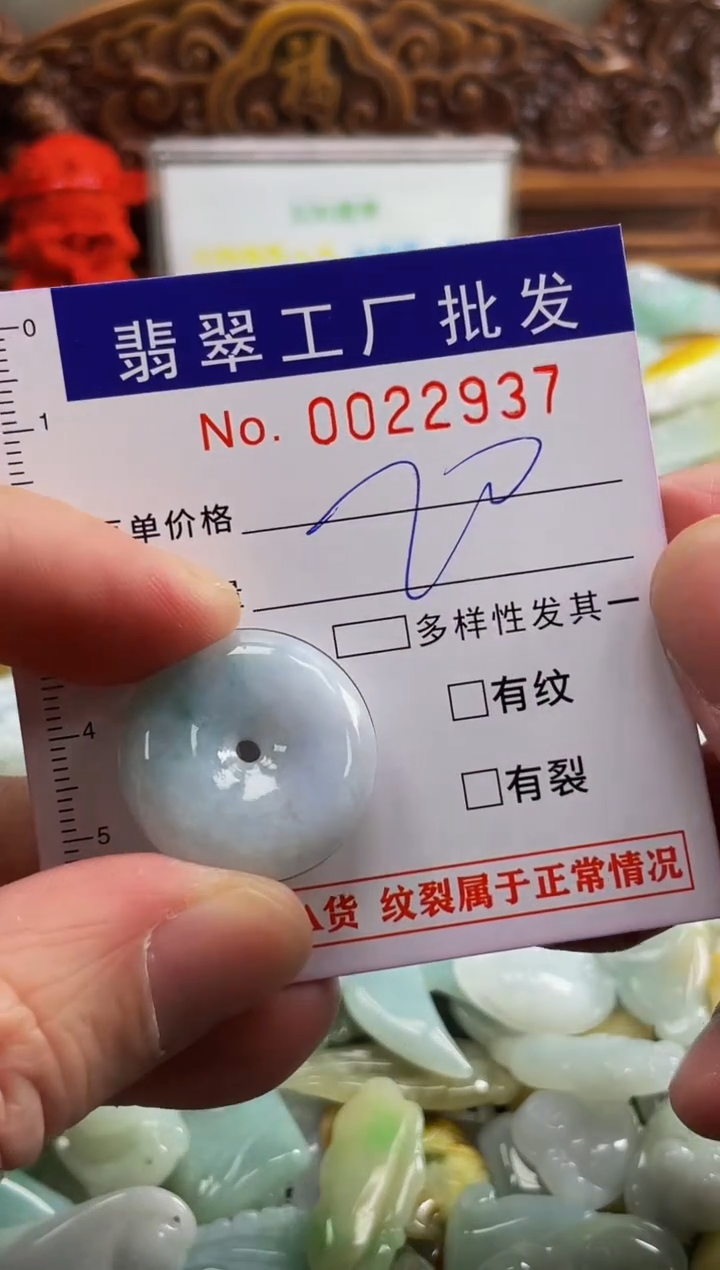 福
翡翠工厂批发
No. 0022937
单价格
多样性发其一
有纹
有裂
A货 纹裂属于正常情况
0
1
4
5